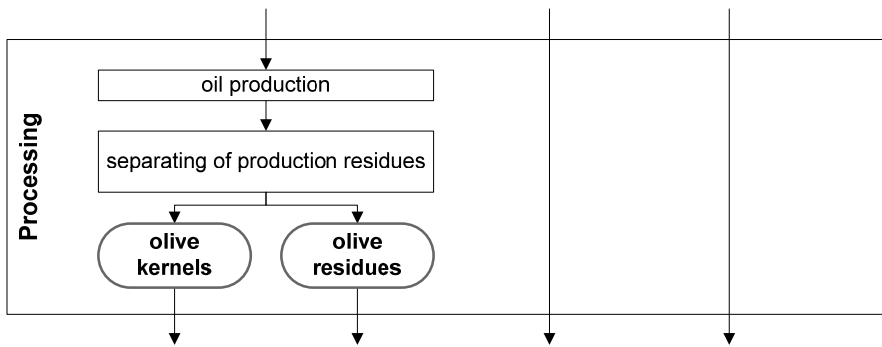 Processing
oil production
separating of production residues
olive
kernels
olive
residues